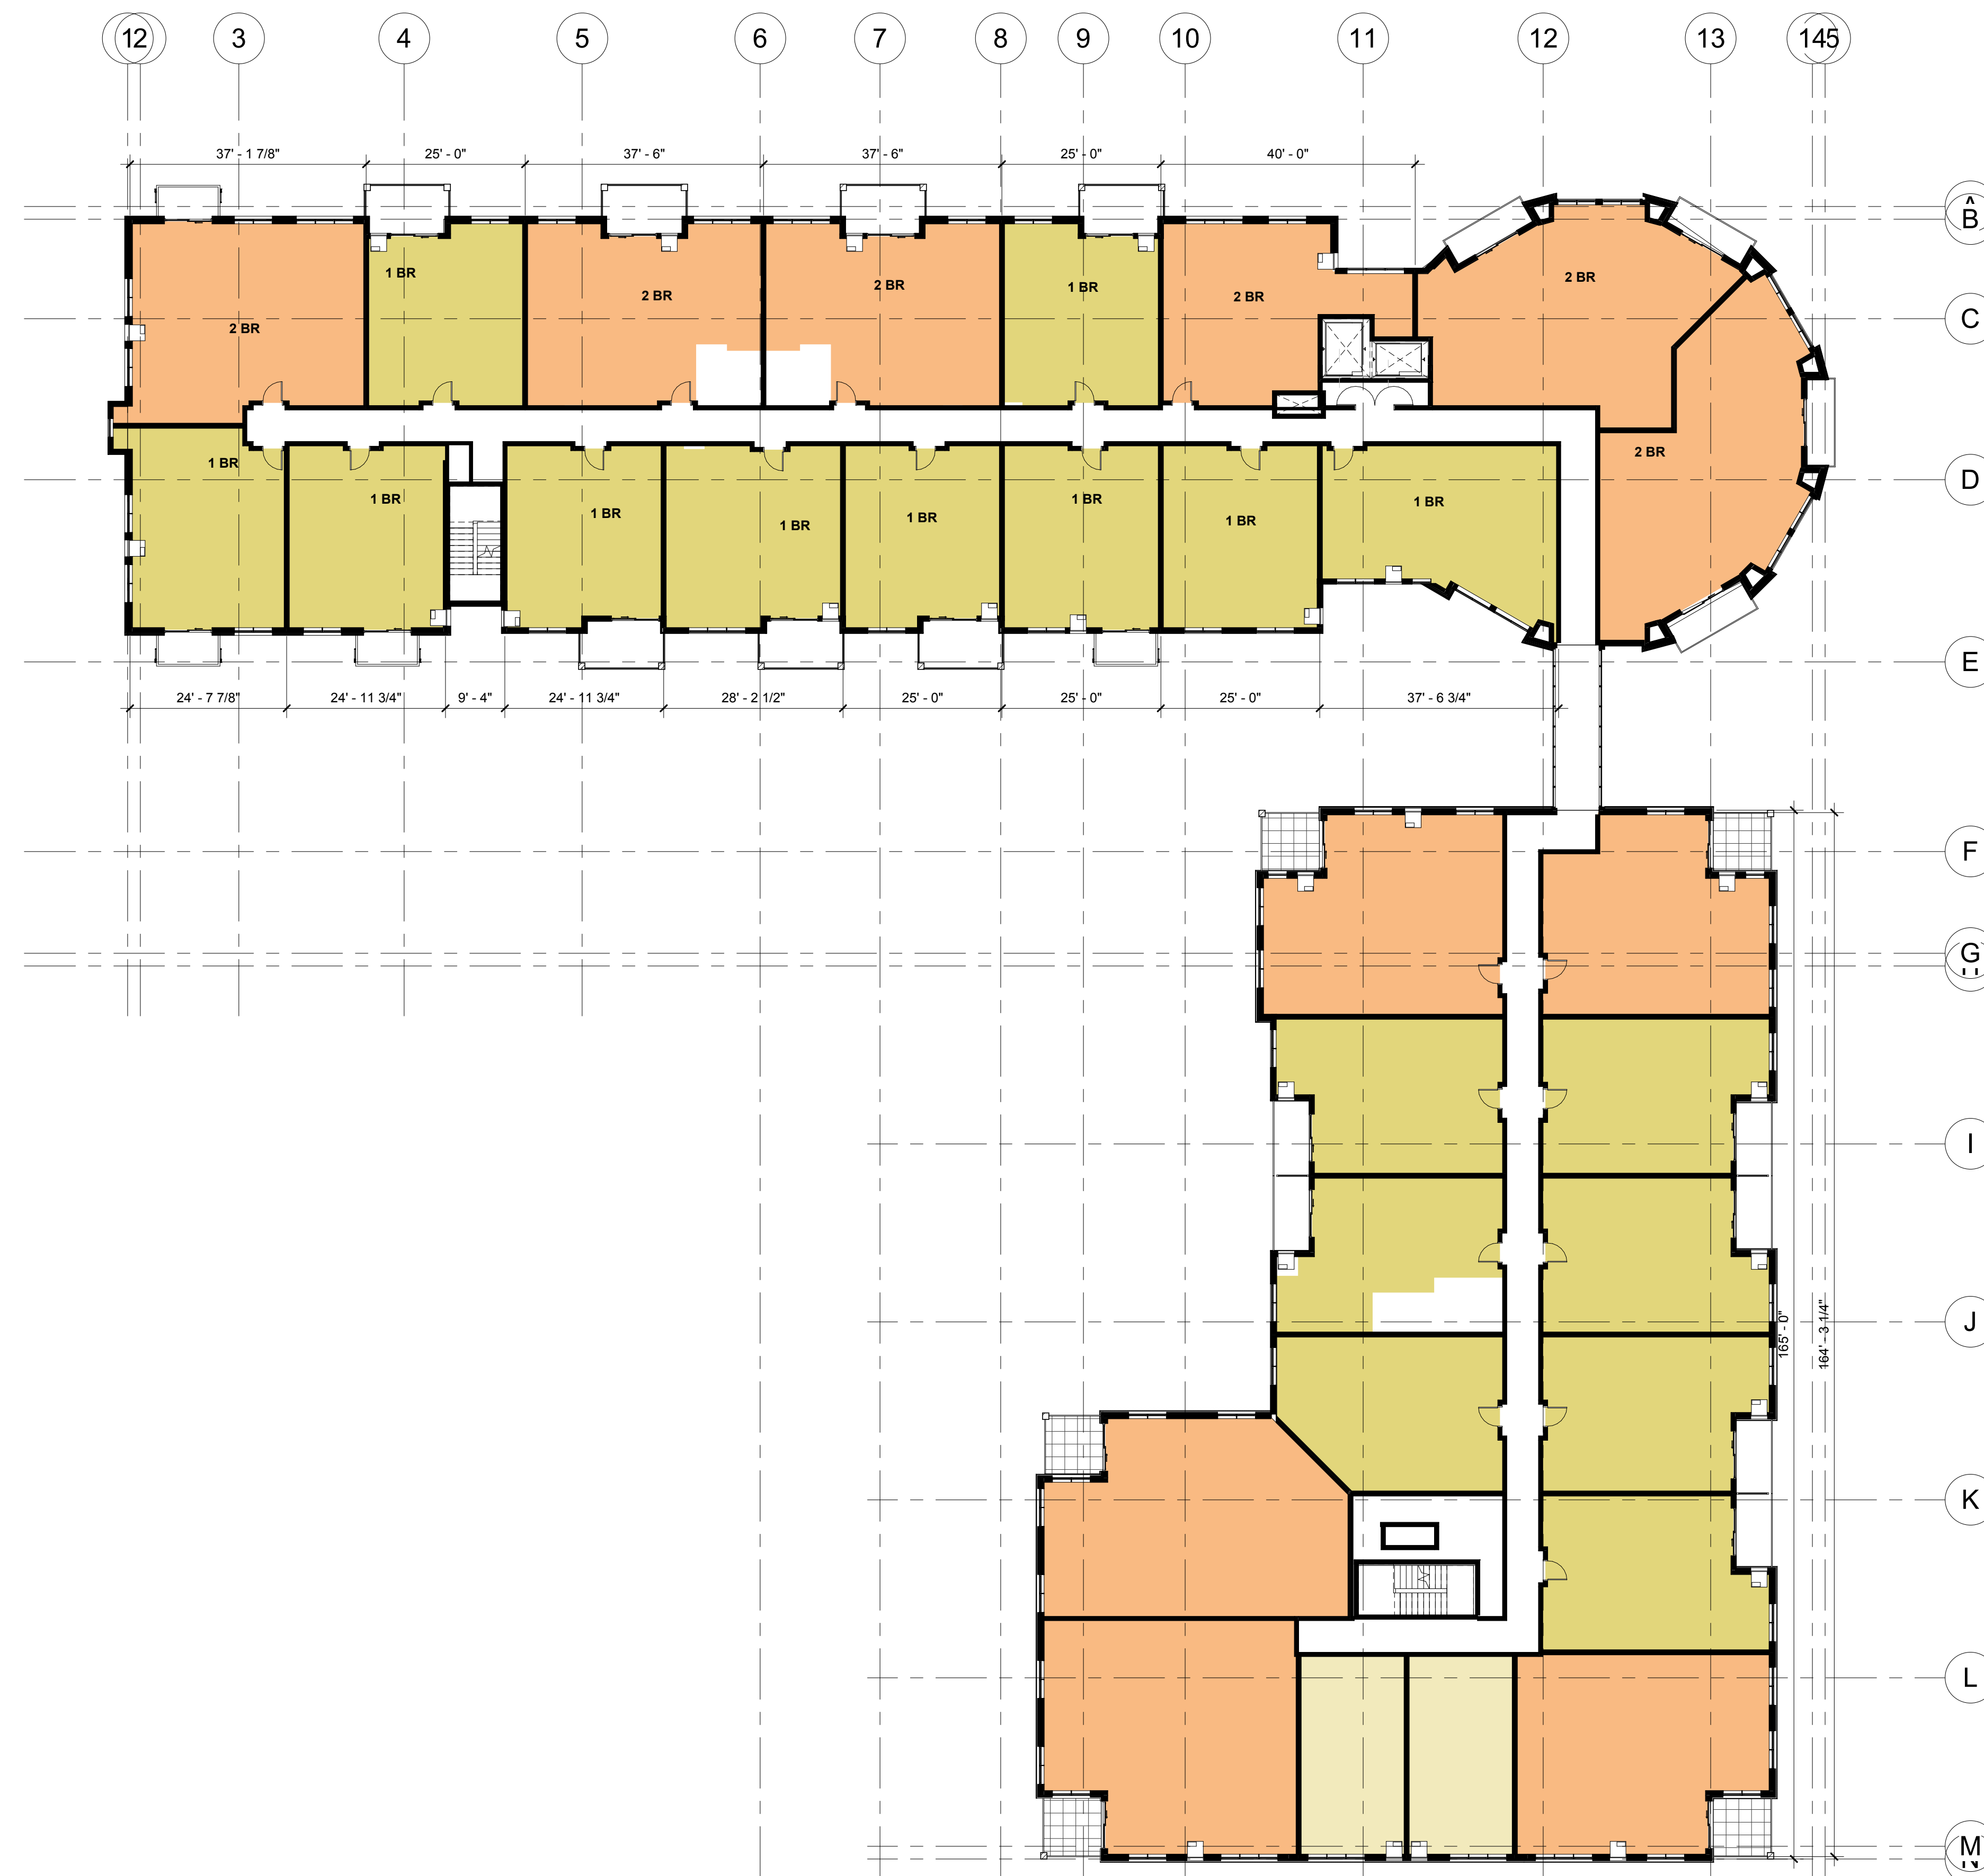 12 3 4 5 6 7 8 9 10 11 12 13 145
37' - 1 7/8" 25' - 0" 37' - 6" 37' - 6" 25' - 0" 40' - 0"
B
C
D
E
F
G
I
J
K
L
M
2 BR
1 BR
2 BR
2 BR
1 BR
2 BR
2 BR
2 BR
1 BR
1 BR
1 BR
1 BR
1 BR
1 BR
1 BR
1 BR
24' - 7 7/8" 24' - 11 3/4" 9' - 4" 24' - 11 3/4" 28' - 2 1/2" 25' - 0" 25' - 0" 25' - 0" 37' - 6 3/4"
165' - 0"
164' - 3 1/4"